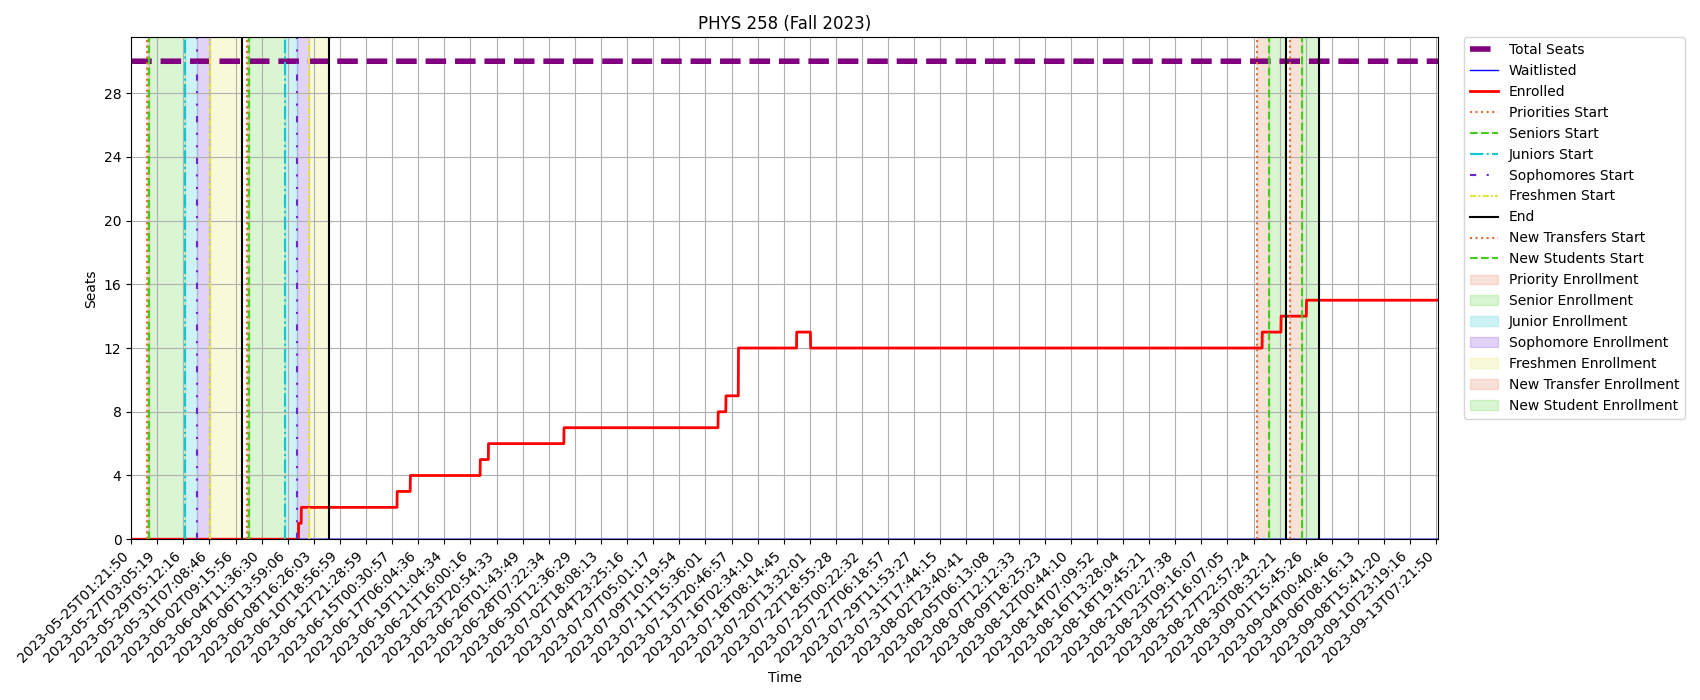 PHYS 258 (Fall 2023)
Seats
28
24
20
16
12
8
4
0
2023-05-25T01:21:50
2023-05-27T03:05:19
2023-05-29T05:12:16
2023-05-31T07:08:46
2023-06-02T09:15:56
2023-06-04T11:36:30
2023-06-06T13:59:06
2023-06-08T16:26:03
2023-06-10T18:56:59
2023-06-12T21:28:59
2023-06-15T00:30:57
2023-06-17T06:04:36
2023-06-19T11:04:34
2023-06-21T16:00:16
2023-06-23T20:54:33
2023-06-26T01:43:49
2023-06-28T07:22:34
2023-06-30T12:36:29
2023-07-02T18:08:13
2023-07-04T23:25:16
2023-07-07T05:01:17
2023-07-09T10:19:54
2023-07-11T15:36:01
2023-07-13T20:46:57
2023-07-16T02:34:10
2023-07-18T08:14:45
2023-07-20T13:32:01
2023-07-22T18:55:28
2023-07-25T00:22:32
2023-07-27T06:18:57
2023-07-29T11:53:27
2023-07-31T17:44:15
2023-08-02T23:40:41
2023-08-05T06:13:08
2023-08-07T12:12:33
2023-08-09T18:25:23
2023-08-12T00:44:10
2023-08-14T07:09:52
2023-08-16T13:28:04
2023-08-18T19:45:21
2023-08-21T02:27:38
2023-08-23T09:16:07
2023-08-25T16:07:05
2023-08-27T22:57:24
2023-08-30T08:32:21
2023-09-01T15:45:26
2023-09-04T00:40:46
2023-09-06T08:16:13
2023-09-08T15:41:20
2023-09-10T23:19:16
2023-09-13T07:21:50
Time
Total Seats
Waitlisted
Enrolled
Priorities Start
Seniors Start
Juniors Start
Sophomores Start
Freshmen Start
End
New Transfers Start
New Students Start
Priority Enrollment
Senior Enrollment
Junior Enrollment
Sophomore Enrollment
Freshmen Enrollment
New Transfer Enrollment
New Student Enrollment